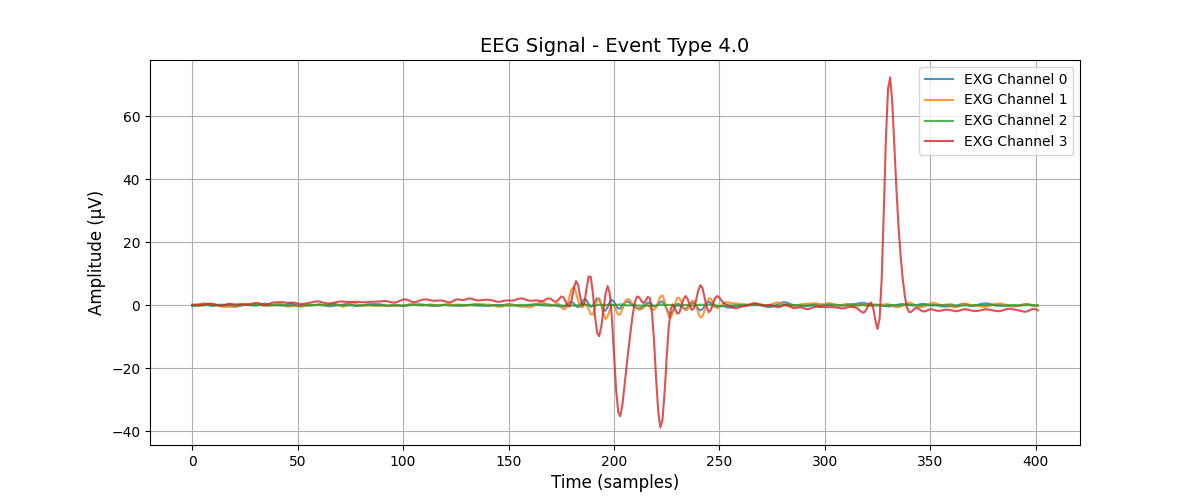 EEG Signal - Event Type 4.0
EXG Channel 0
EXG Channel 1
EXG Channel 2
EXG Channel 3
Amplitude (µV)
60
40
20
0
−20
−40
0 50 100 150 200 250 300 350 400
Time (samples)